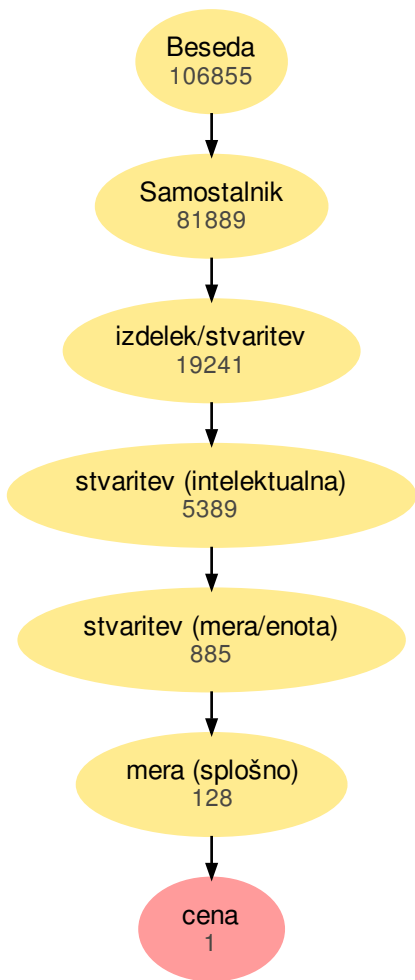 Beseda
106855
Samostalnik
81889
izdelek/stvaritev
19241
stvaritev (intelektualna)
5389
stvaritev (mera/enota)
885
mera (splošno)
128
cena
1